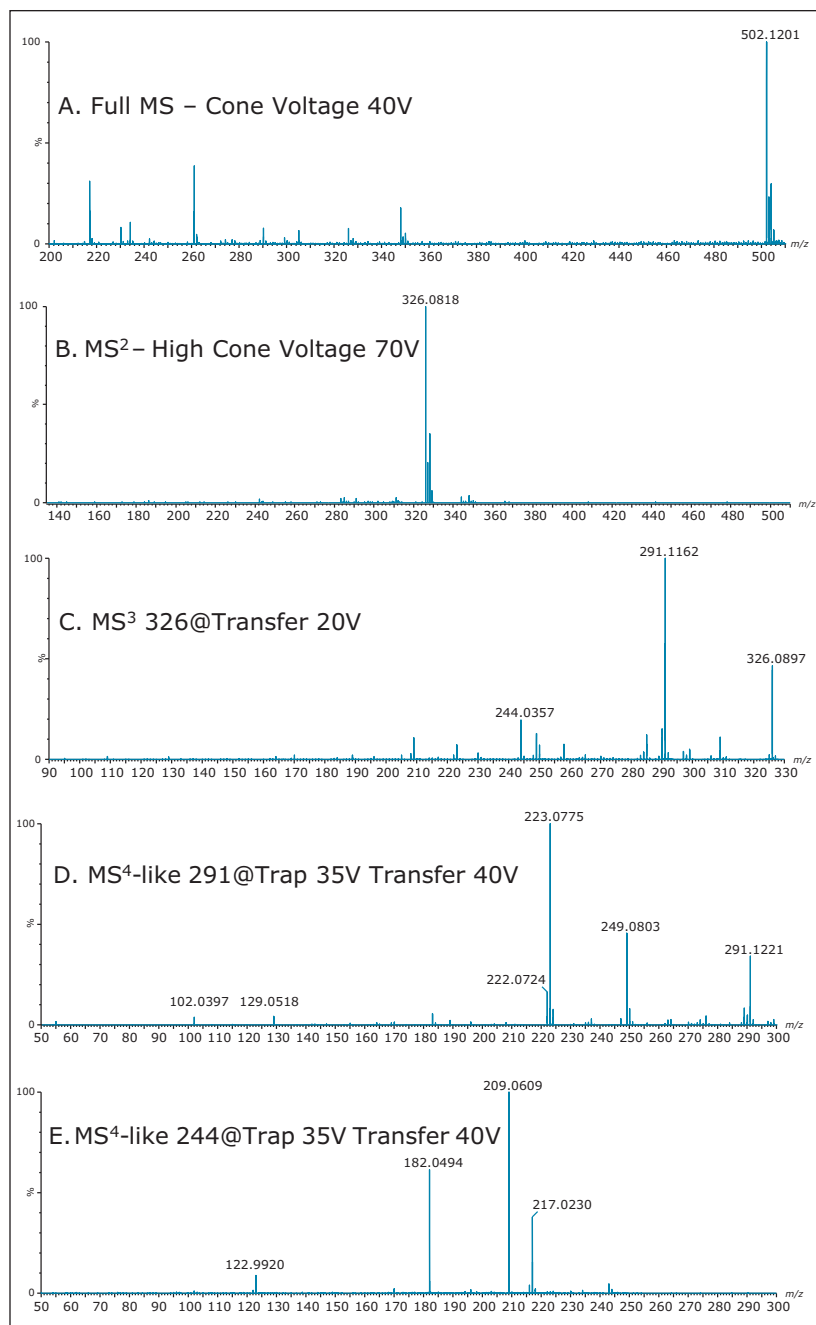 502.1201
100
A. Full MS – Cone Voltage 40V
%
0
200 220 240 260 280 300 320 340 360 380 400 420 440 460 480 500 m/z
326.0818
100
B. MS²– High Cone Voltage 70V
%
0
140 160 180 200 220 240 260 280 300 320 340 360 380 400 420 440 460 480 500 m/z
291.1162
100
C. MS³ 326@Transfer 20V
%
326.0897
244.0357
0
90 100 110 120 130 140 150 160 170 180 190 200 210 220 230 240 250 260 270 280 290 300 310 320 330
m/z
223.0775
100
D. MS⁴-like 291@Trap 35V Transfer 40V
%
249.0803
291.1221
222.0724
102.0397 129.0518
0
50 60 70 80 90 100 110 120 130 140 150 160 170 180 190 200 210 220 230 240 250 260 270 280 290 300 m/z
209.0609
100
E. MS⁴-like 244@Trap 35V Transfer 40V
182.0494
%
217.0230
122.9920
0
50 60 70 80 90 100 110 120 130 140 150 160 170 180 190 200 210 220 230 240 250 260 270 280 290 300 m/z